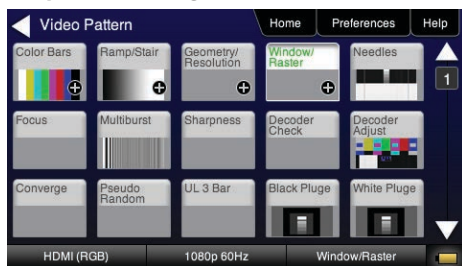 Video Pattern
Home
Preferences
Help
Color Bars
Ramp/Stair
Geometry/
Resolution
Window/
Raster
Needles
1
Focus
Multiburst
Sharpness
Decoder
Check
Decoder
Adjust
Converge
Pseudo
Random
UL 3 Bar
Black Pluge
White Pluge
HDMI (RGB)
1080p 60Hz
Window/Raster